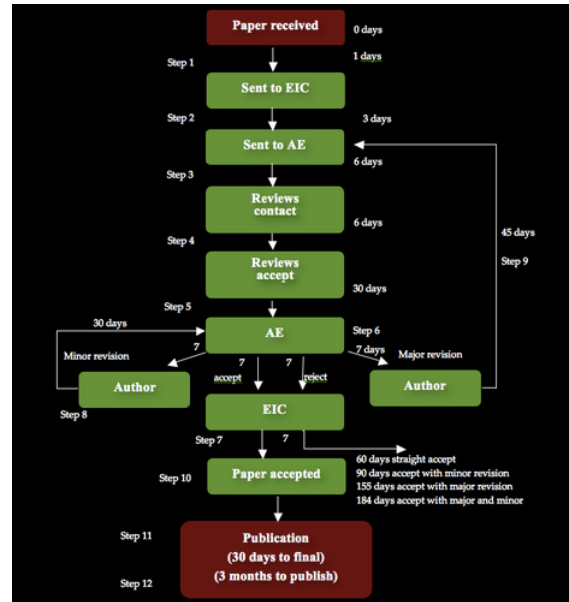 Paper received
0 days
1 days
Step 1
Sent to EIC
Step 2
3 days
Sent to AE
6 days
Step 3
Reviews
contact
6 days
45 days
Step 4
Step 9
Reviews
accept
30 days
Step 5
30 days
AE
Step 6
7
7 days
Minor revision
7
7
Major revision
accept
reject
Author
Author
EIC
Step 8
Step 7
7
60 days straight accept
90 days accept with minor revision
155 days accept with major revision
184 days accept with major and minor
Step 10
Paper accepted
Step 11
Publication
(30 days to final)
(3 months to publish)
Step 12